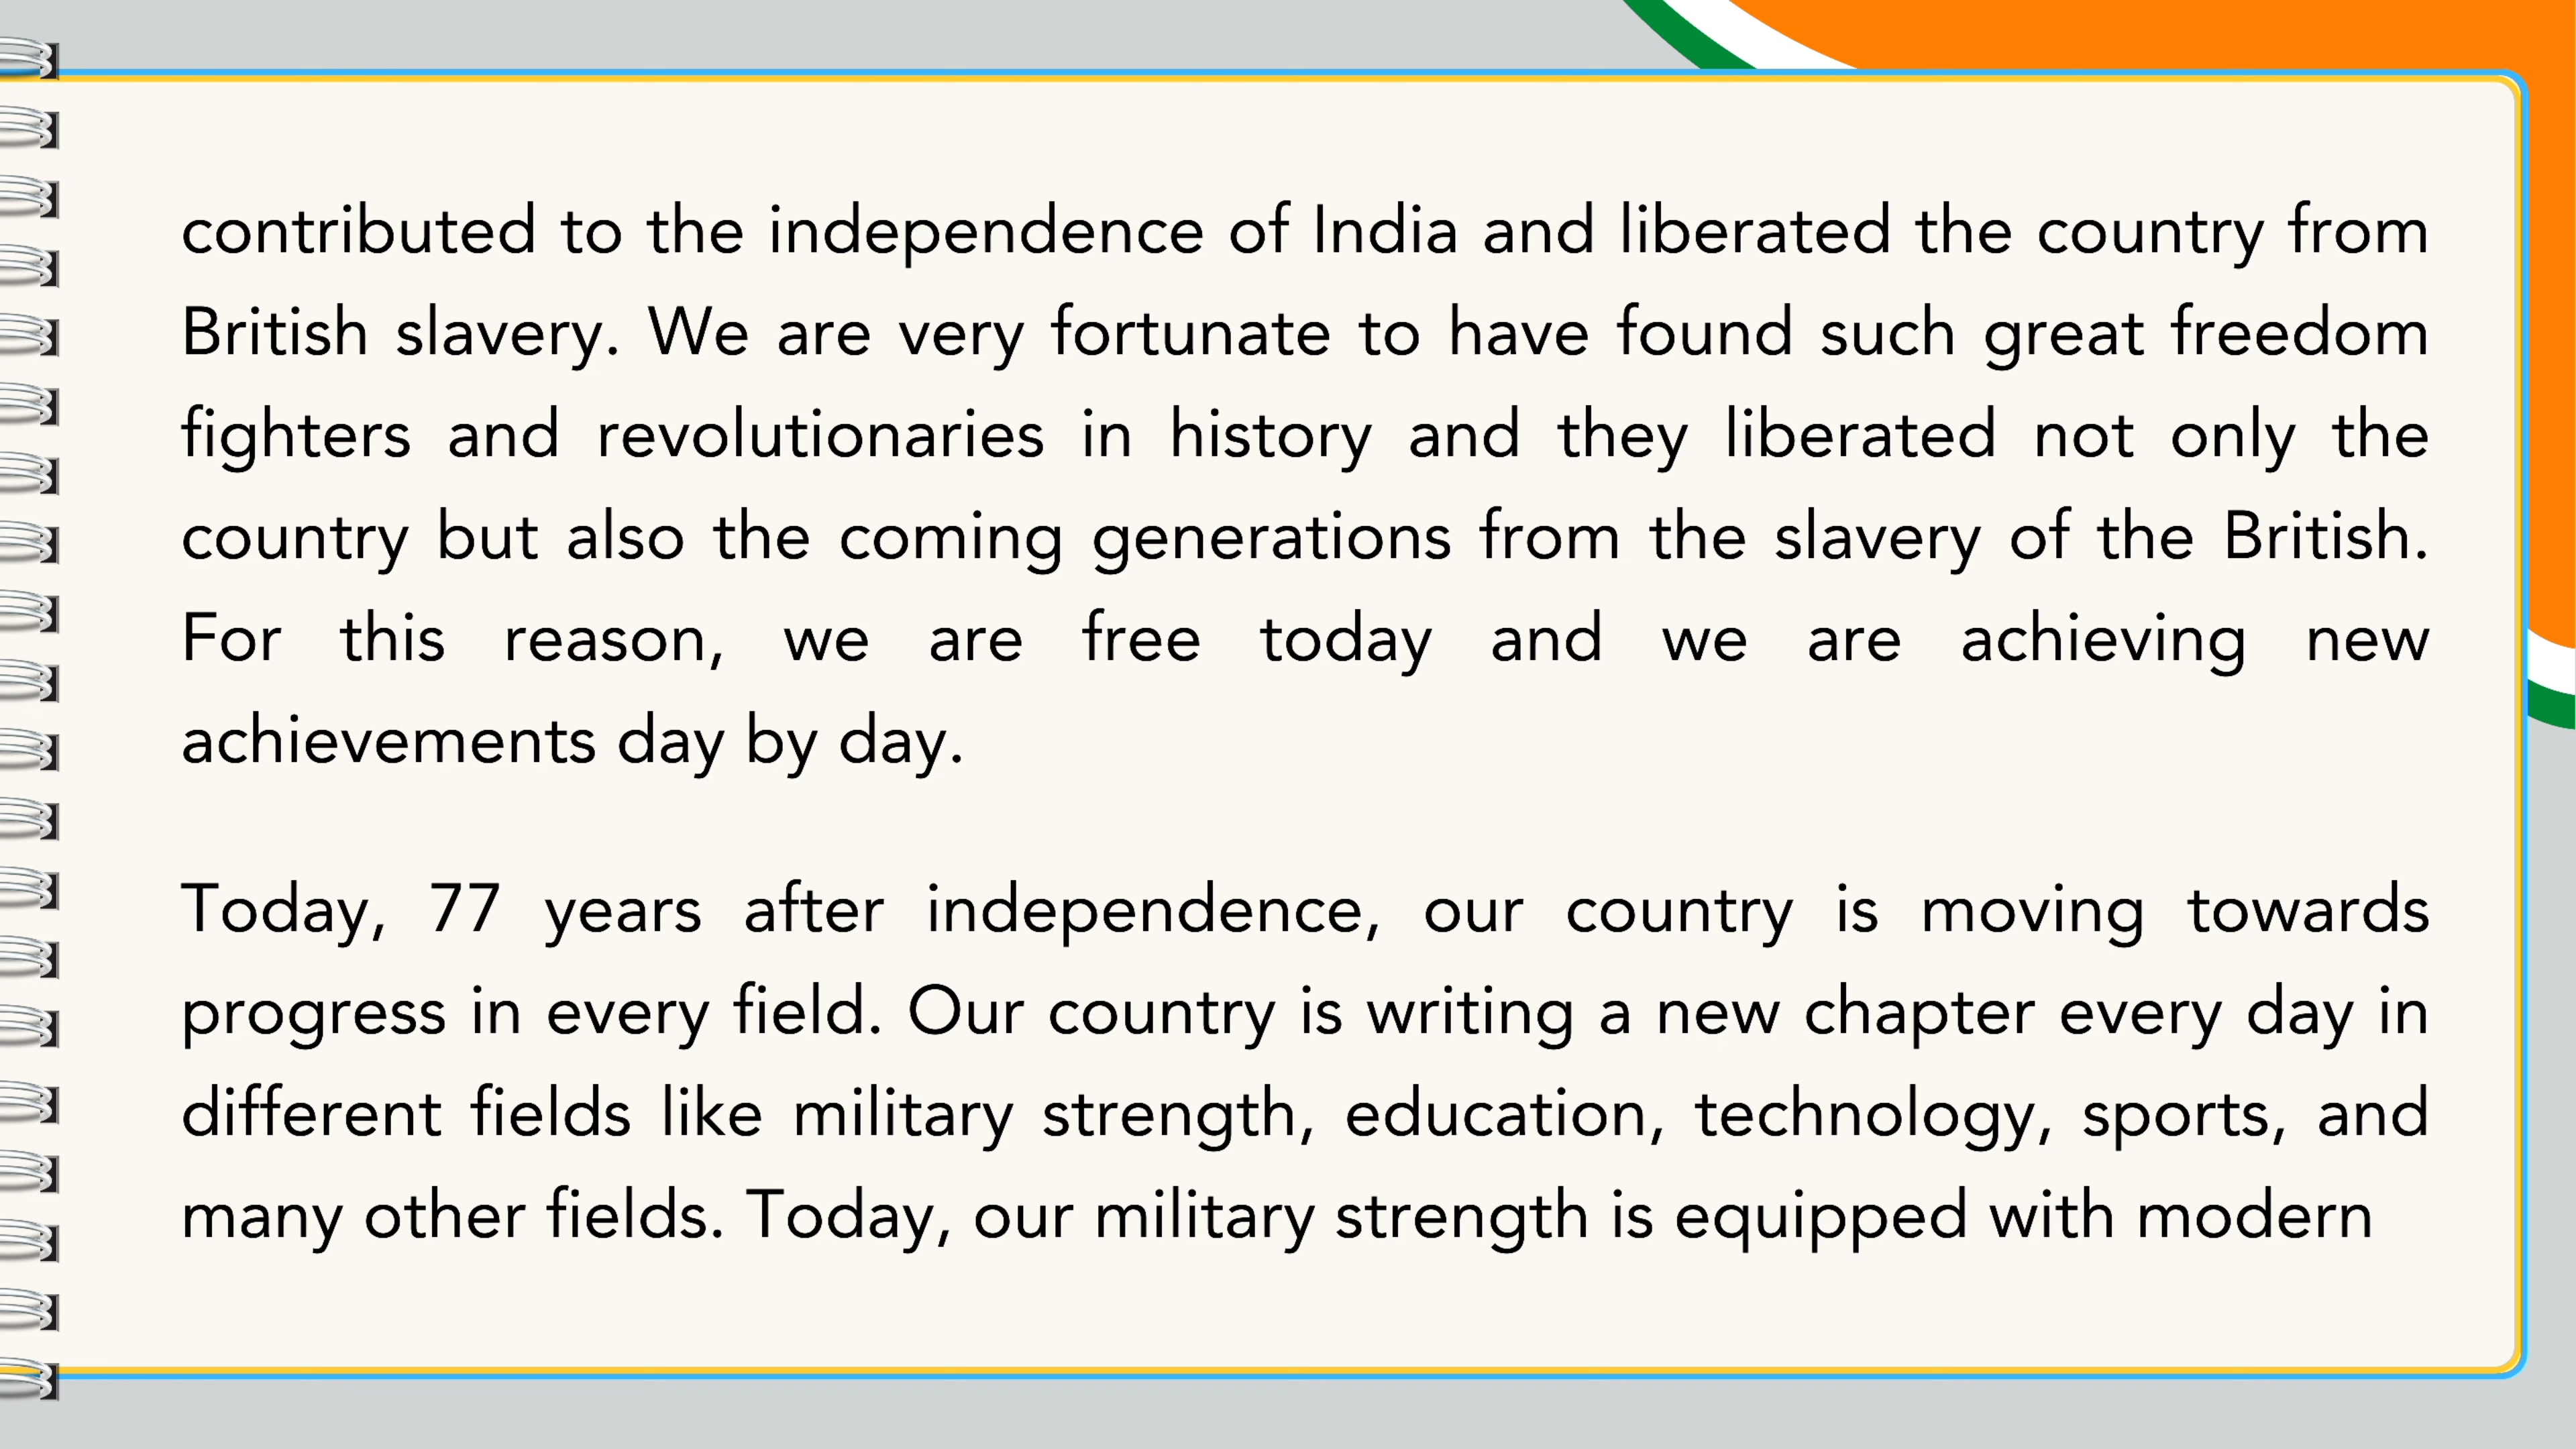 contributed to the independence of India and liberated the country from
British slavery. We are very fortunate to have found such great freedom
fighters and revolutionaries in history and they liberated not only the
country but also the coming generations from the slavery of the British.
For this reason, we are free today and we are achieving new
achievements day by day.
Today, 77 years after independence, our country is moving towards
progress in every field. Our country is writing a new chapter every day in
different fields like military strength, education, technology, sports, and
many other fields. Today, our military strength is equipped with modern